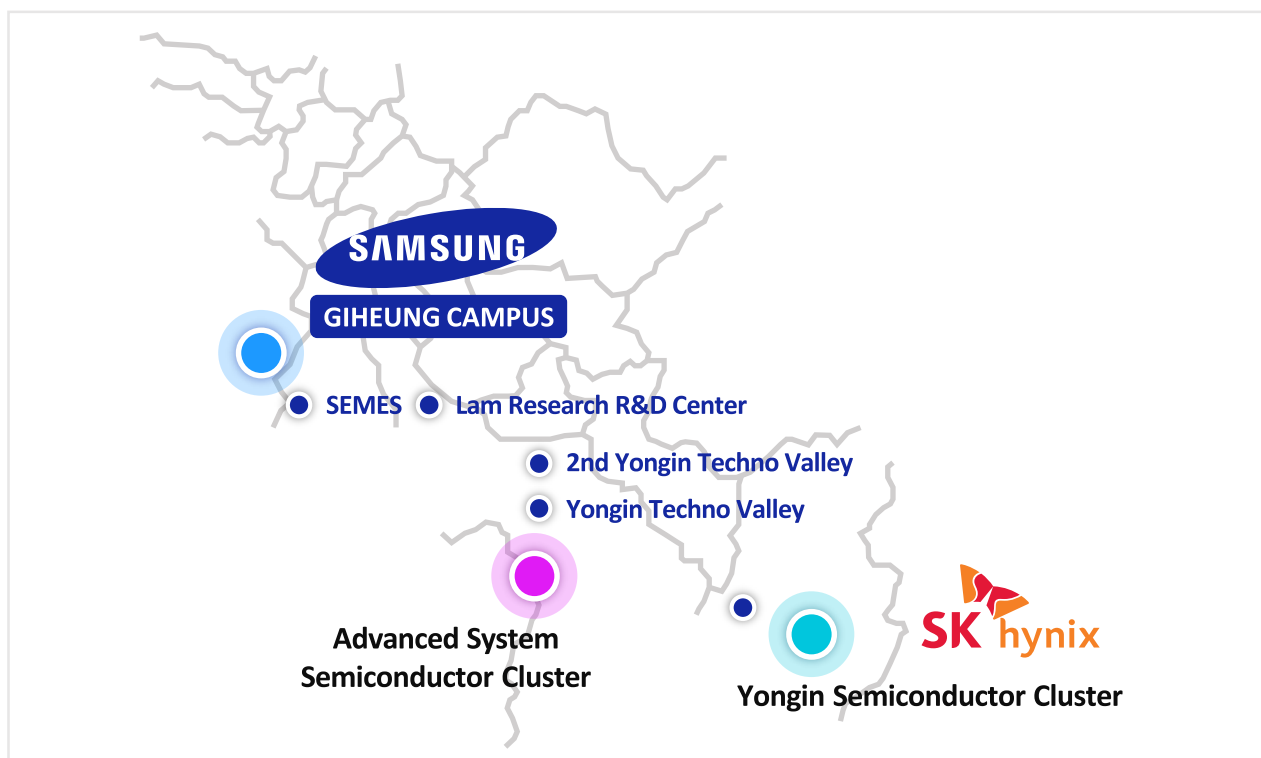 SAMSUNG
GIHEUNG CAMPUS
SEMES
Lam Research R&D Center
2nd Yongin Techno Valley
Yongin Techno Valley
Advanced System
Semiconductor Cluster
SK hynix
Yongin Semiconductor Cluster